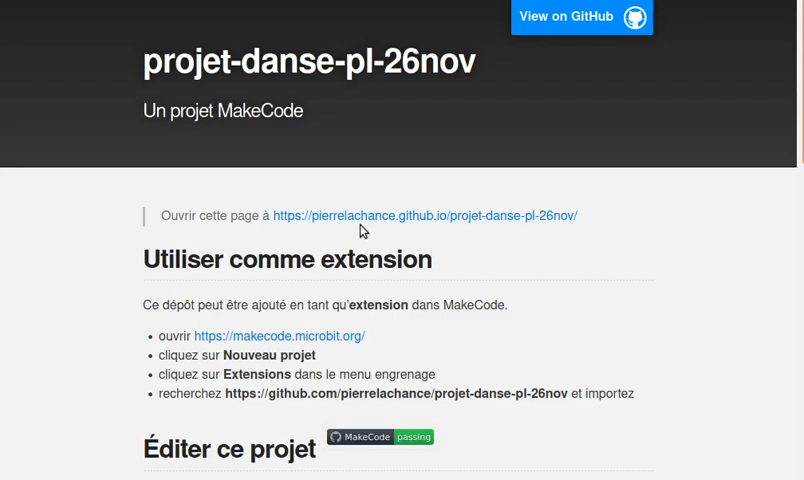 View on GitHub
projet-danse-pl-26nov
Un projet MakeCode
Ouvrir cette page à https://pierrelachance.github.io/projet-danse-pl-26nov/
Utiliser comme extension
Ce dépôt peut être ajouté en tant qu'extension dans MakeCode.
• ouvrir https://makecode.microbit.org/
• cliquez sur Nouveau projet
• cliquez sur Extensions dans le menu engrenage
• recherchez https://github.com/pierrelachance/projet-danse-pl-26nov et importez
Éditer ce projet MakeCode passing